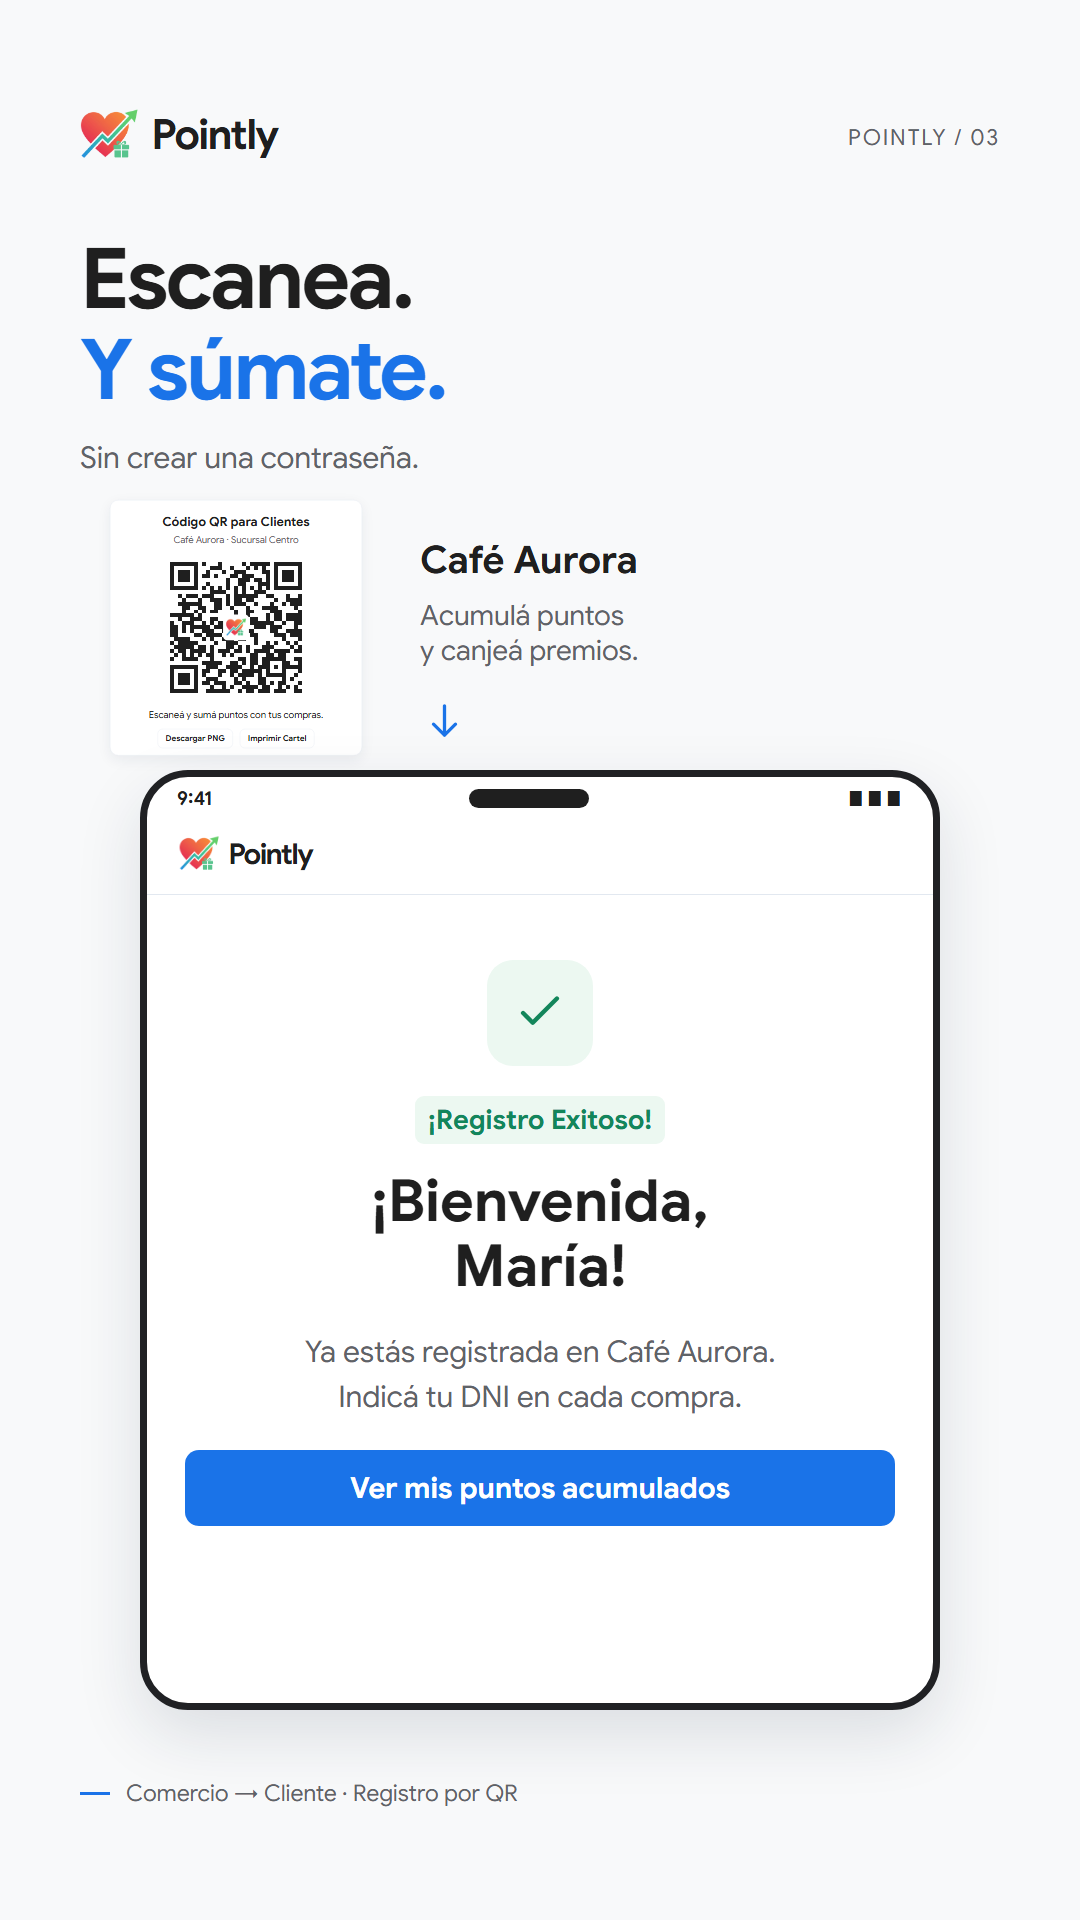 Pointly
POINTLY / 03
Escanea.
Y súmate.
Sin crear una contraseña.
Código QR para Clientes
Café Aurora · Sucursal Centro
Escaneá y sumá puntos con tus compras.
Descargar PNG
Imprimir Cartel
Café Aurora
Acumulá puntos
y canjeá premios.
9:41
Pointly
¡Registro Exitoso!
¡Bienvenida,
María!
Ya estás registrada en Café Aurora.
Indicá tu DNI en cada compra.
Ver mis puntos acumulados
Comercio → Cliente · Registro por QR